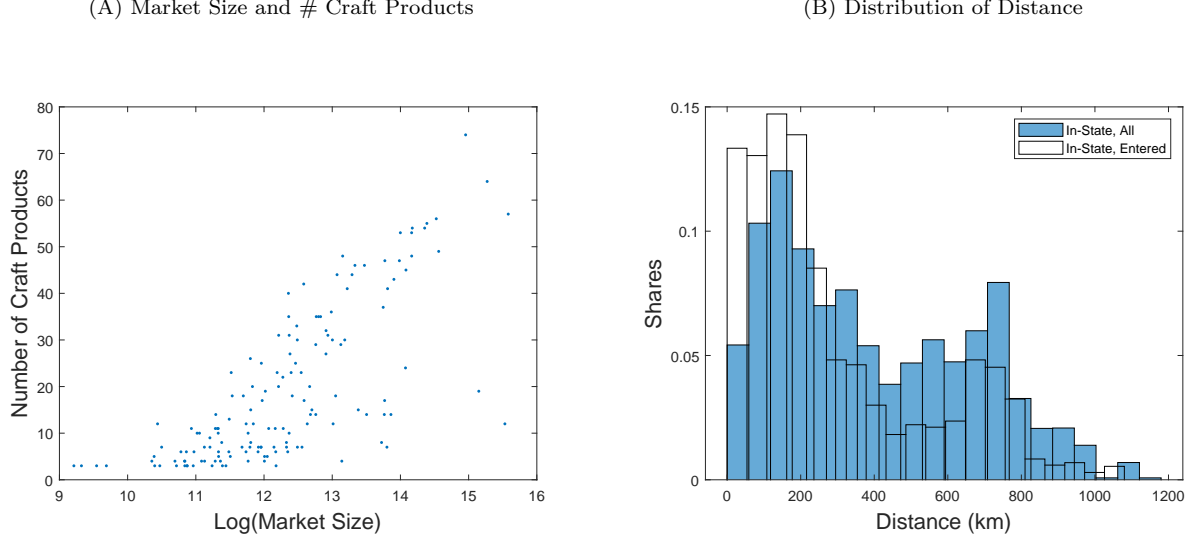 (A) Market Size and # Craft Products
80
70
60
50
40
30
20
10
0
Number of Craft Products
9 10 11 12 13 14 15 16
Log(Market Size)
(B) Distribution of Distance
0.15
0.1
0.05
0
Shares
In-State, All
In-State, Entered
0 200 400 600 800 1000 1200
Distance (km)